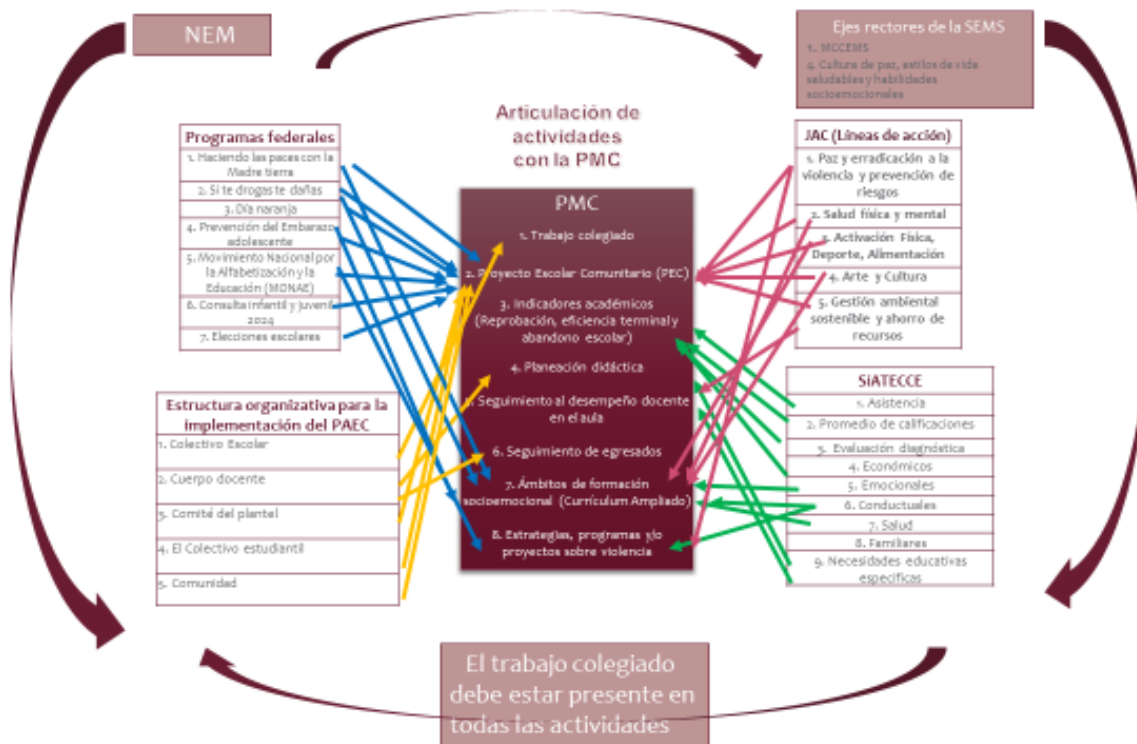 NEM
Ejes rectores de la SEMS
1. MCCEMS
4. Cultura de paz, estilos de vida
saludables y habilidades
socioemocionales
Articulación de
actividades
con la PMC
Programas federales
1. Haciendo las paces con la
Madre tierra
2. Si te drogas te dañas
3. Día naranja
4. Prevención del Embarazo
adolescente
5. Movimiento Nacional
por la Alfabetización y la
Educación (MONAE)
6. Consulta infantil y juvenil
2024
7. Elecciones escolares
Estructura organizativa para la
implementación del PAEC
1. Colectivo Escolar
2. Cuerpo docente
3. Comité del plantel
4. El Colectivo estudiantil
5. Comunidad
PMC
1. Trabajo colegiado
2. Proyecto Escolar Comunitario (PEC)
3. Indicadores académicos
(Reprobación, eficiencia terminal y
abandono escolar)
4. Planeación didáctica
Seguimiento al desempeño docente
en el aula
6. Seguimiento de egresados
7. Ámbitos de formación
socioemocional (Currículum Ampliado)
8. Estrategias, programas y/o
proyectos sobre violencia
JAC (Líneas de acción)
1. Paz y erradicación a la
violencia y prevención de
riesgos
2. Salud física y mental
3. Activación Física,
Deporte, Alimentación
4. Arte y Cultura
5. Gestión ambiental
sostenible y ahorro de
recursos
SiATECCE
1. Asistencia
2. Promedio de calificaciones
3. Evaluación diagnóstica
4. Económicos
5. Emocionales
6. Conductuales
7. Salud
8. Familiares
9. Necesidades educativas
específicas
El trabajo colegiado
debe estar presente en
todas las actividades